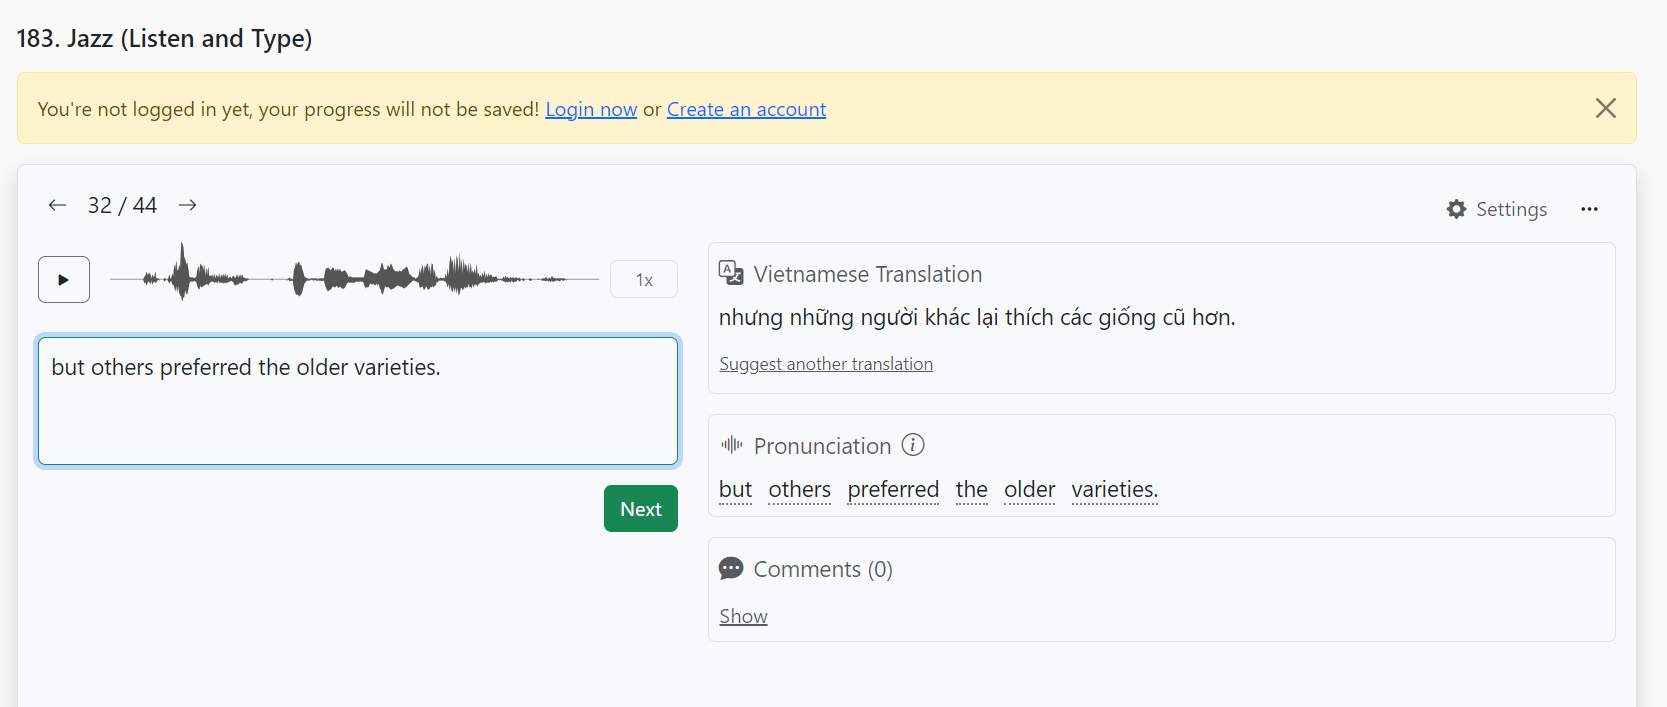 183. Jazz (Listen and Type)
You're not logged in yet, your progress will not be saved! Login now or Create an account
32 / 44
Settings
1x
but others preferred the older varieties.
Next
Vietnamese Translation
nhưng những người khác lại thích các giống cũ hơn.
Suggest another translation
Pronunciation
but others preferred the older varieties.
Comments (0)
Show